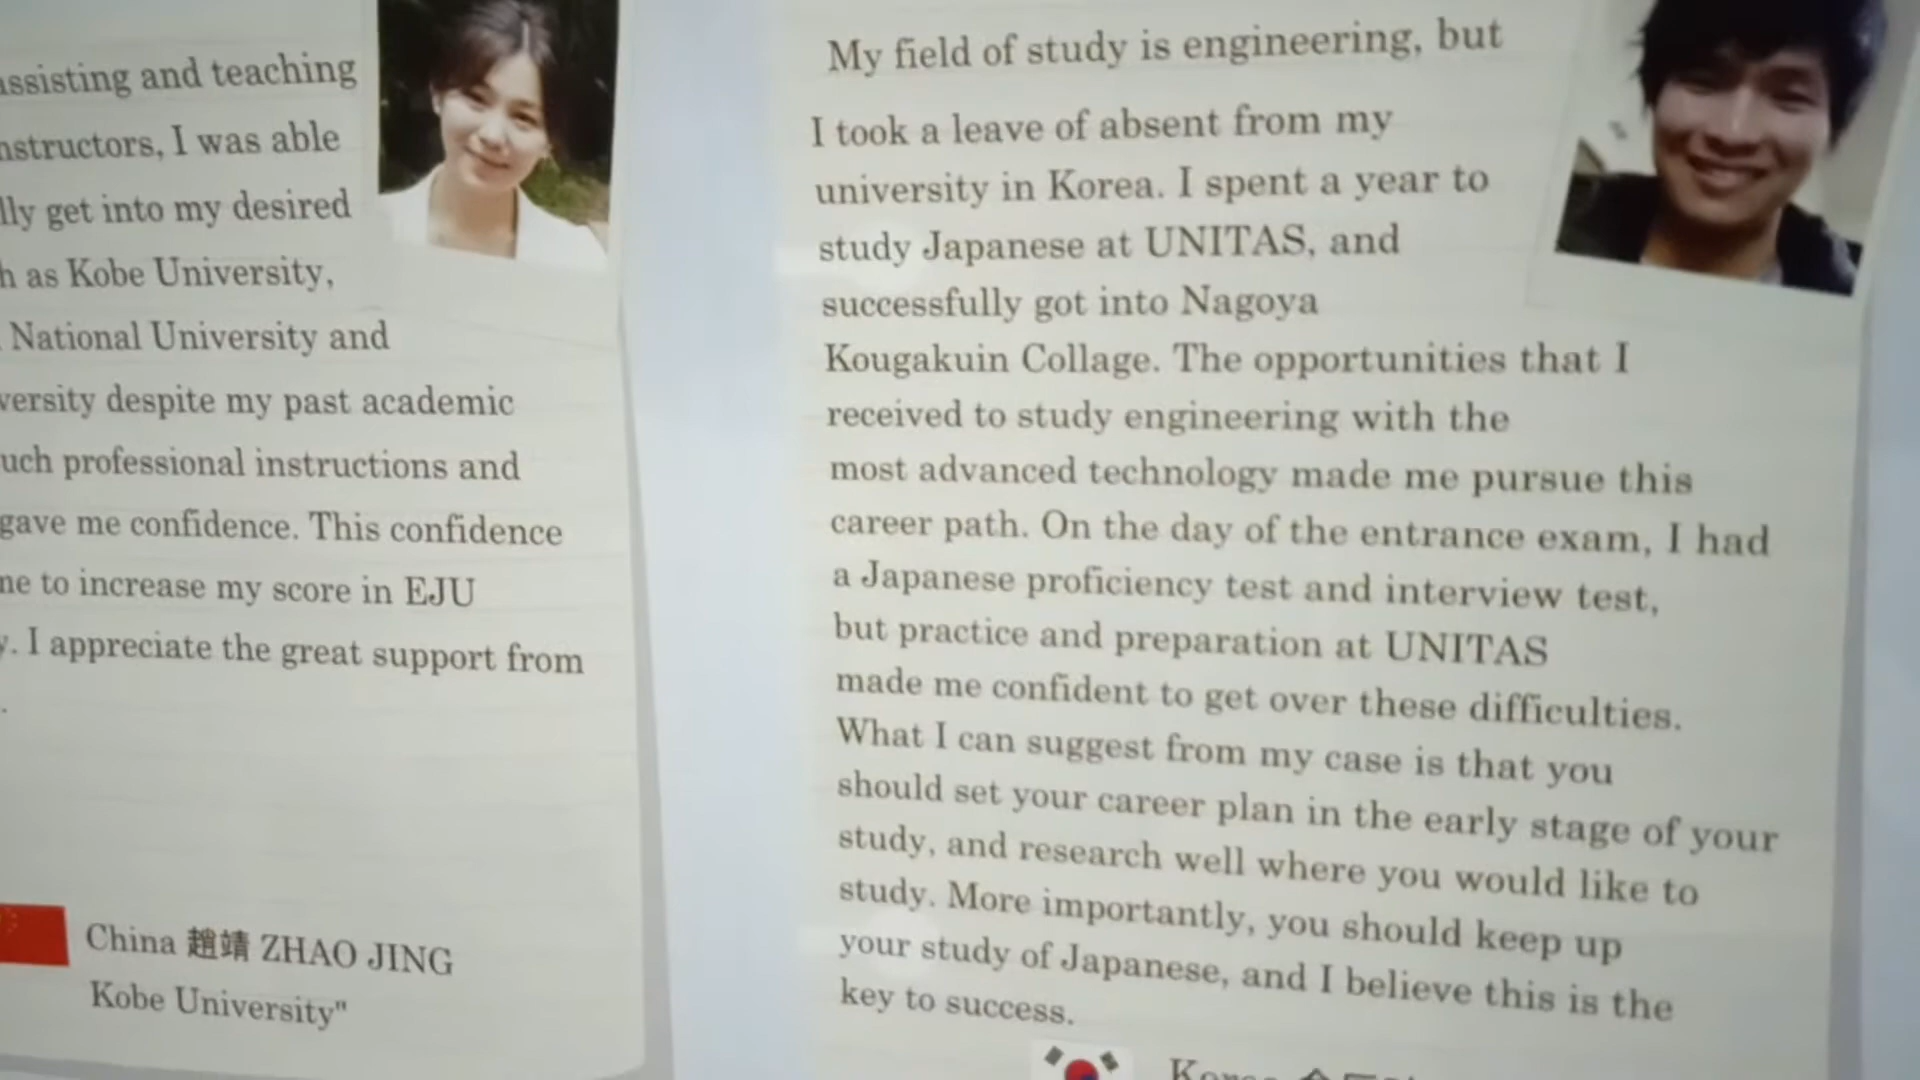 assisting and teaching
instructors, I was able
get into my desired
as Kobe University,
National University and
despite my past academic
professional instructions and
gave me confidence. This confidence
to increase my score in EJU
. I appreciate the great support from
.
China 趙靖 ZHAO JING
Kobe University"
My field of study is engineering, but
I took a leave of absent from my
university in Korea. I spent a year to
study Japanese at UNITAS, and
successfully got into Nagoya
Kougakuin Collage. The opportunities that I
received to study engineering with the
most advanced technology made me pursue this
career path. On the day of the entrance exam, I had
a Japanese proficiency test and interview test,
but practice and preparation at UNITAS
made me confident to get over these difficulties.
What I can suggest from my case is that you
should set your career plan in the early stage of your
study, and research well where you would like to
study. More importantly, you should keep up
your study of Japanese, and I believe this is the
key to success.
Korea